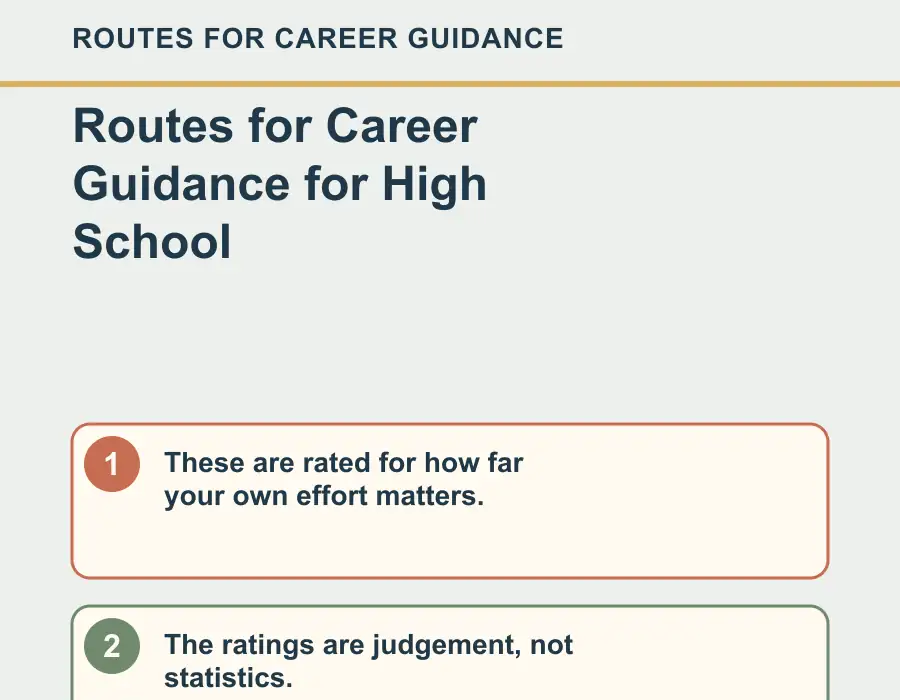 ROUTES FOR CAREER GUIDANCE
Routes for Career
Guidance for High
School
1
These are rated for how far
your own effort matters.
2
The ratings are judgement, not
statistics.